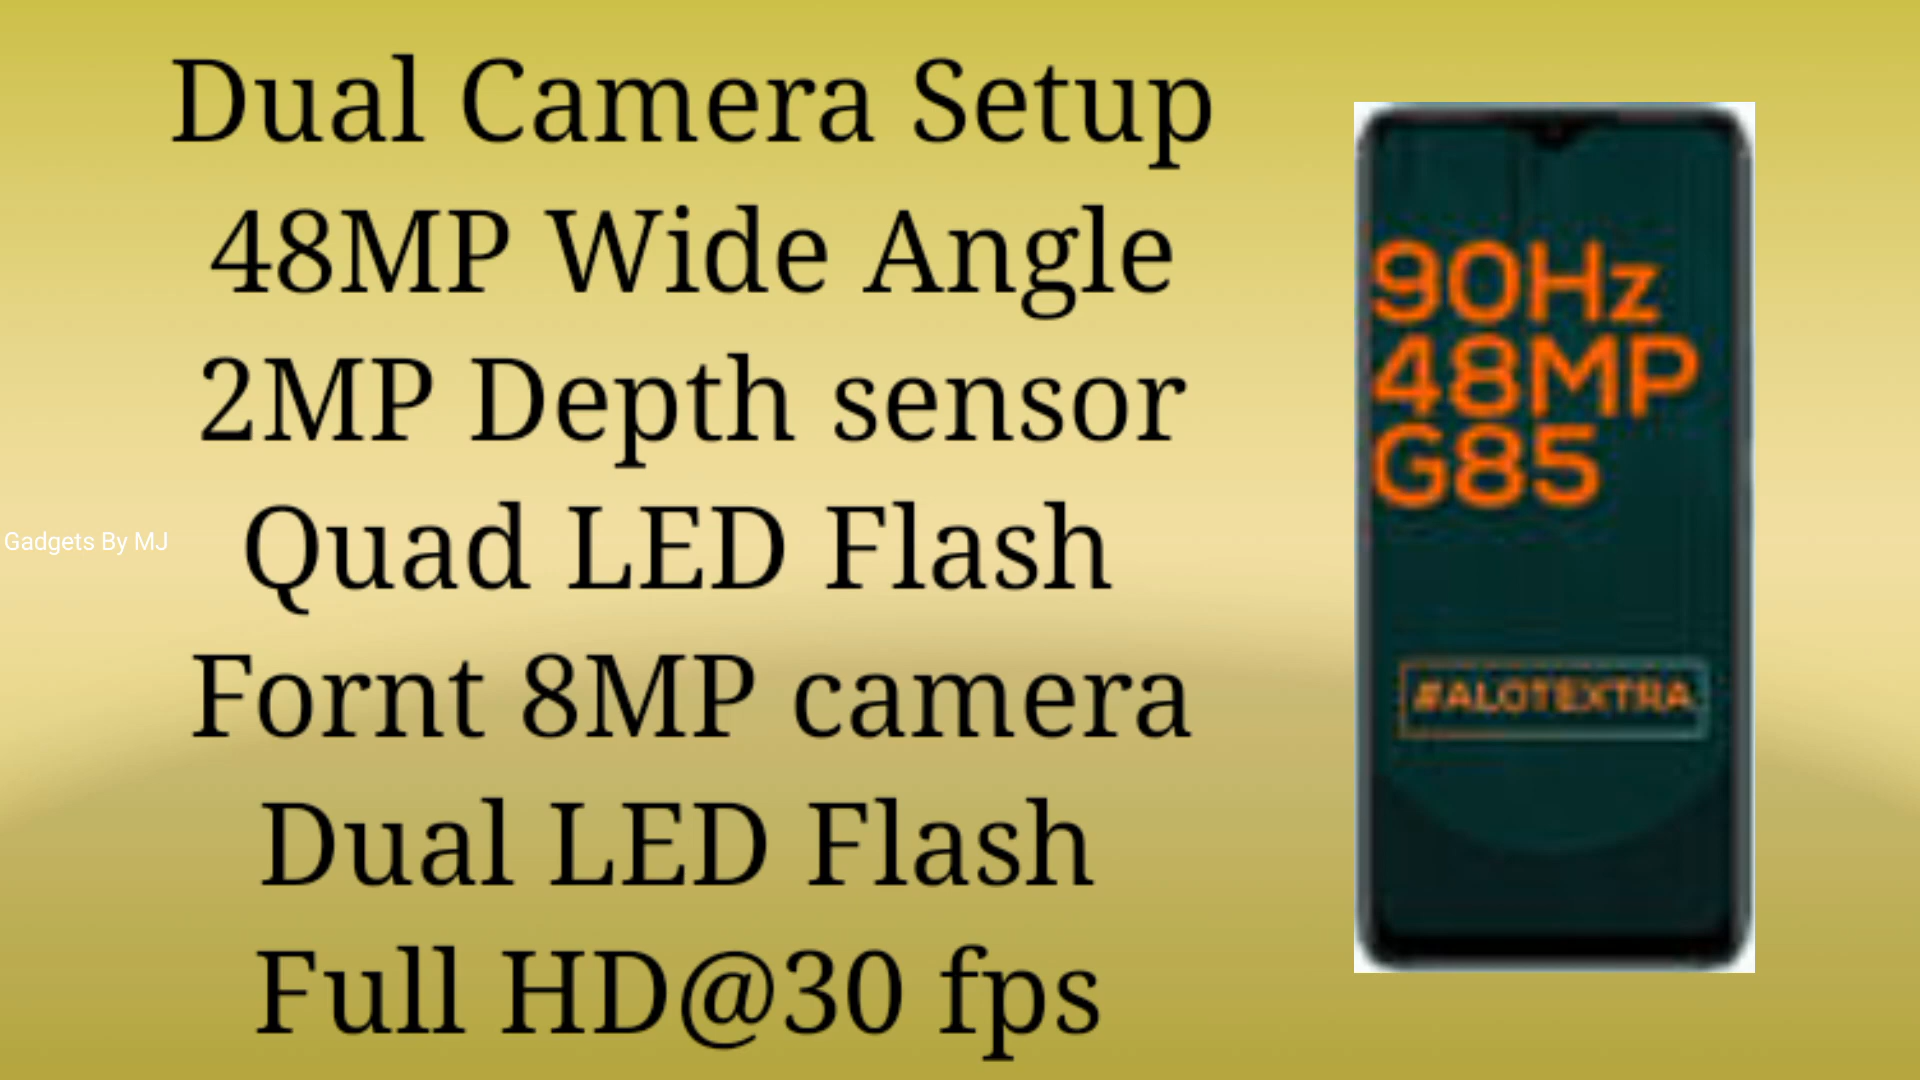 Dual Camera Setup
48MP Wide Angle
2MP Depth sensor
Quad LED Flash
Fornt 8MP camera
Dual LED Flash
Full HD@30 fps
Gadgets By MJ
90Hz
48MP
G85
#ALOTEXTRA